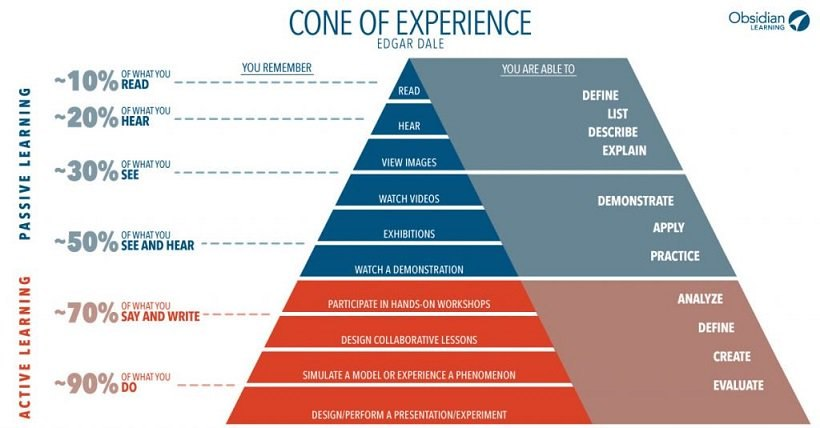 CONE OF EXPERIENCE
EDGAR DALE
Obsidian
LEARNING
YOU REMEMBER
YOU ARE ABLE TO
PASSIVE LEARNING
ACTIVE LEARNING
~10% OF WHAT YOU
READ
~20% OF WHAT YOU
HEAR
~30% OF WHAT YOU
SEE
~50% OF WHAT YOU
SEE AND HEAR
~70% OF WHAT YOU
SAY AND WRITE
~90% OF WHAT YOU
DO
READ
HEAR
VIEW IMAGES
WATCH VIDEOS
EXHIBITIONS
WATCH A DEMONSTRATION
PARTICIPATE IN HANDS-ON WORKSHOPS
DESIGN COLLABORATIVE LESSONS
SIMULATE A MODEL OR EXPERIENCE A PHENOMENON
DESIGN/PERFORM A PRESENTATION/EXPERIMENT
DEFINE
LIST
DESCRIBE
EXPLAIN
DEMONSTRATE
APPLY
PRACTICE
ANALYZE
DEFINE
CREATE
EVALUATE